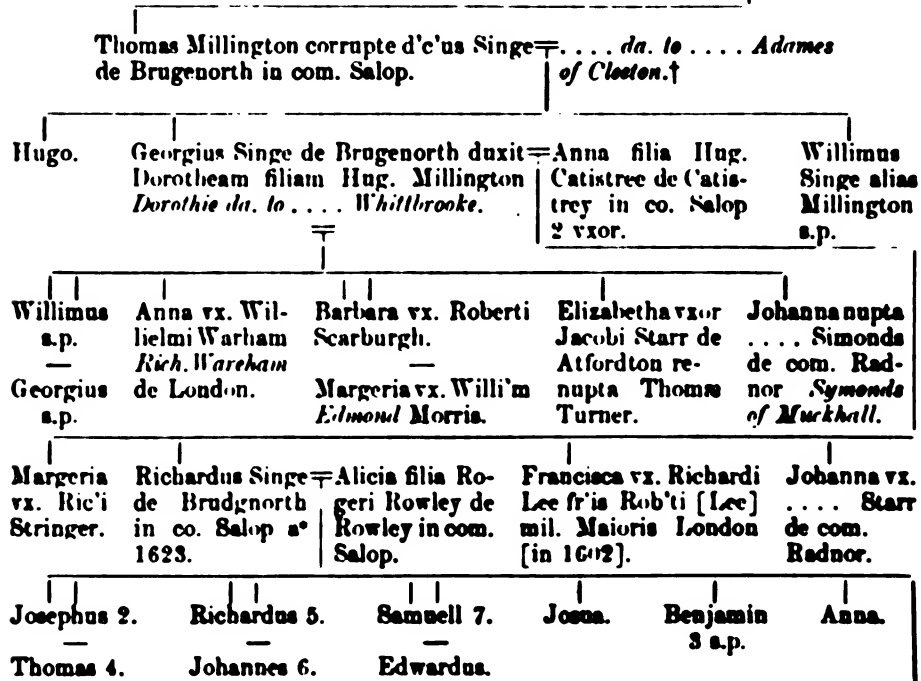 Thomas Millington corrupte d'c'us Singe = . . . . da. to . . . . Adames
de Brugenorth in com. Salop.
of Cleeton.†
Hugo.
Georgius Singe de Brugenorth duxit
Dorotheam filiam Hug. Millington
Dorothie da. to . . . . Whittbrooke.
= Anna filia Hug.
Catistree de Catis-
trey in co. Salop
2 vxor.
Willimus
Singe alias
Millington
s.p.
Willimus
s.p.
—
Georgius
s.p.
Anna vx. Wil-
lielmi Warham
Rich. Wareham
de London.
Barbara vx. Roberti
Scarburgh.
—
Margeria vx. Willi'm
Edmond Morris.
Elizabetha vxor
Jacobi Starr de
Atfordton re-
nupta Thomæ
Turner.
Johanna nupta
. . . . Simonds
de com. Rad-
nor Symonds
of Muckhall.
Margeria
vx. Ric'i
Stringer.
Richardus Singe
de Brudgnorth
in co. Salop aº
1623.
= Alicia filia Ro-
geri Rowley de
Rowley in com.
Salop.
Francisca vx. Richardi
Lee fr'is Rob'ti [Lee]
mil. Maioris London
[in 1602].
Johanna vx.
. . . . Starr
de com.
Radnor.
Josephus 2.
—
Thomas 4.
Richardus 5.
—
Johannes 6.
Samuell 7.
—
Edwardus.
Josua.
Benjamin
3 s.p.
Anna.